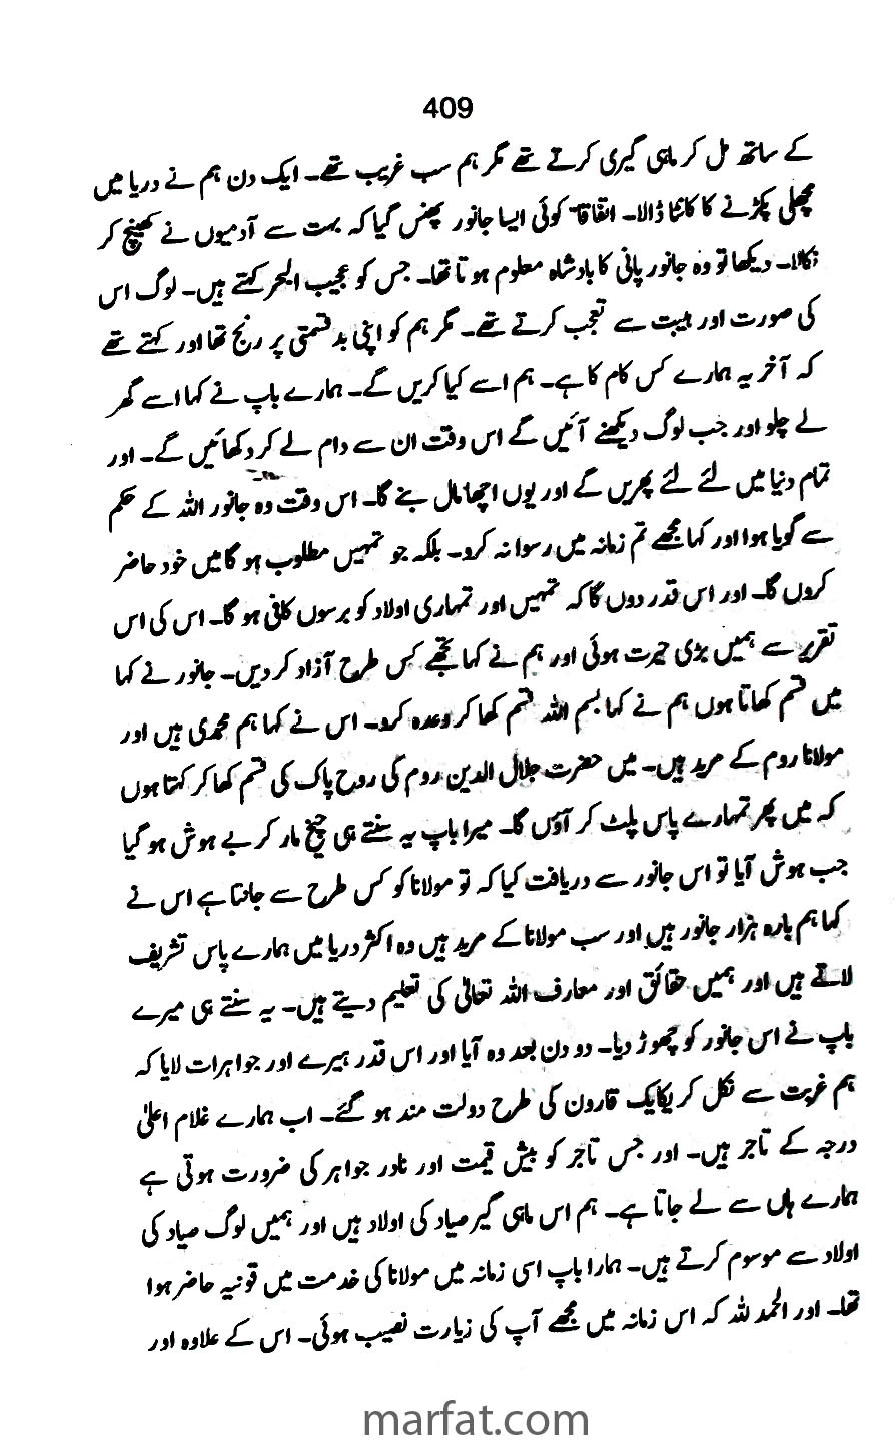 409
کے ساتھ مل کر ماہی گیری کرتے تھے مگر ہم سب غریب تھے۔ ایک دن ہم نے دریا میں
مچھلی پکڑنے کا کانٹا ڈالا۔ اتفاقاً کوئی ایسا جانور پھنس گیا کہ بہت سے آدمیوں نے کھینچ کر
نکالا۔ دیکھا تو وہ جانور پانی کا بادشاہ معلوم ہوتا تھا۔ جس کو عجیب البحر کہتے ہیں۔ لوگ اس
کی صورت اور ہیبت سے تعجب کرتے تھے۔ مگر ہم کو اپنی بد قسمتی پر رنج تھا اور کہتے تھے
کہ آخر یہ ہمارے کس کام کا ہے۔ ہم اسے کیا کریں گے۔ ہمارے باپ نے کہا اسے گھر
لے چلو اور جب لوگ دیکھنے آئیں گے اس وقت ان سے دام لے کر دکھائیں گے۔ اور
تمام دنیا میں لئے لئے پھریں گے اور یوں اچھا مال بنے گا۔ اس وقت وہ جانور اللہ کے حکم
سے گویا ہوا اور کہا مجھے تم زمانہ میں رسوا نہ کرو۔ بلکہ جو تمہیں مطلوب ہو گا میں خود حاضر
کروں گا۔ اور اس قدر دوں گا کہ تمہیں اور تمہاری اولاد کو برسوں کافی ہو گا۔ اس کی اس
تقریر سے ہمیں بڑی حیرت ہوئی اور ہم نے کہا تجھے کس طرح آزاد کر دیں۔ جانور نے کہا
میں قسم کھاتا ہوں ہم نے کہا بسم اللہ قسم کھا کر وعدہ کرو۔ اس نے کہا ہم محمدی ہیں اور
مولانا روم کے مرید ہیں۔ میں حضرت جلال الدین روم کی روح پاک کی قسم کھا کر کہتا ہوں
کہ میں پھر تمہارے پاس پلٹ کر آؤں گا۔ میرا باپ یہ سنتے ہی چیخ مار کر بے ہوش ہو گیا
جب ہوش آیا تو اس جانور سے دریافت کیا کہ تو مولانا کو کس طرح سے جانتا ہے اس نے
کہا ہم بارہ ہزار جانور ہیں اور سب مولانا کے مرید ہیں وہ اکثر دریا میں ہمارے پاس تشریف
لاتے ہیں اور ہمیں حقائق اور معارف اللہ تعالیٰ کی تعلیم دیتے ہیں۔ یہ سنتے ہی میرے
باپ نے اس جانور کو چھوڑ دیا۔ دو دن بعد وہ آیا اور اس قدر ہیرے اور جواہرات لایا کہ
ہم غربت سے نکل کر یکایک قارون کی طرح دولت مند ہو گئے۔ اب ہمارے غلام اعلیٰ
درجہ کے تاجر ہیں۔ اور جس تاجر کو بیش قیمت اور نادر جواہر کی ضرورت ہوتی ہے
ہمارے ہاں سے لے جاتا ہے۔ ہم اس ماہی گیر صیاد کی اولاد ہیں اور ہمیں لوگ صیاد کی
اولاد سے موسوم کرتے ہیں۔ ہمارا باپ اسی زمانہ میں مولانا کی خدمت میں قونیہ حاضر ہوا
تھا۔ اور الحمد للہ کہ اس زمانہ میں مجھے آپ کی زیارت نصیب ہوئی۔ اس کے علاوہ اور
marfat.com